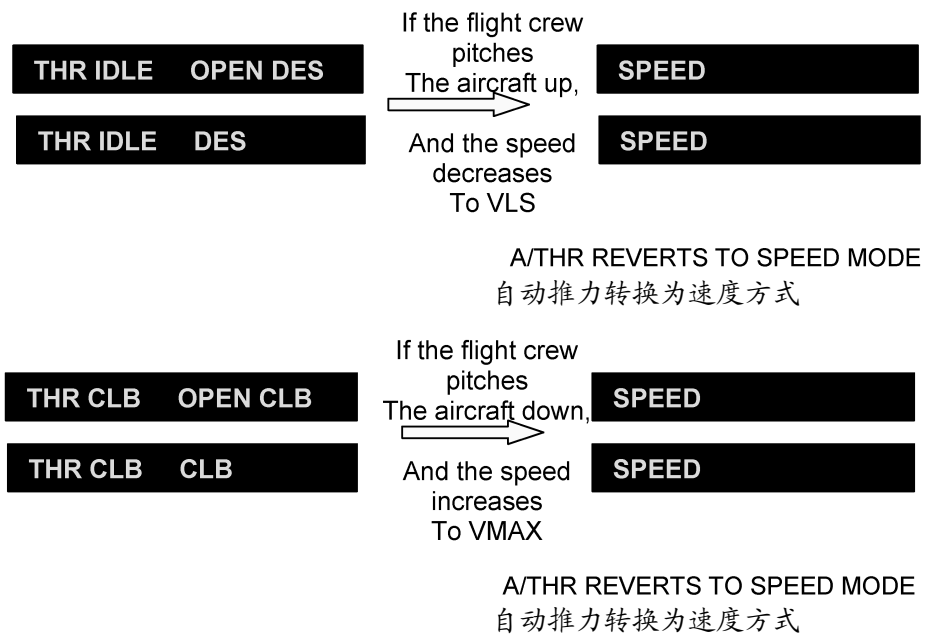 If the flight crew
pitches
The aircraft up,
THR IDLE OPEN DES
SPEED
THR IDLE DES
SPEED
And the speed
decreases
To VLS
A/THR REVERTS TO SPEED MODE
自动推力转换为速度方式
If the flight crew
pitches
The aircraft down,
THR CLB OPEN CLB
SPEED
THR CLB CLB
SPEED
And the speed
increases
To VMAX
A/THR REVERTS TO SPEED MODE
自动推力转换为速度方式